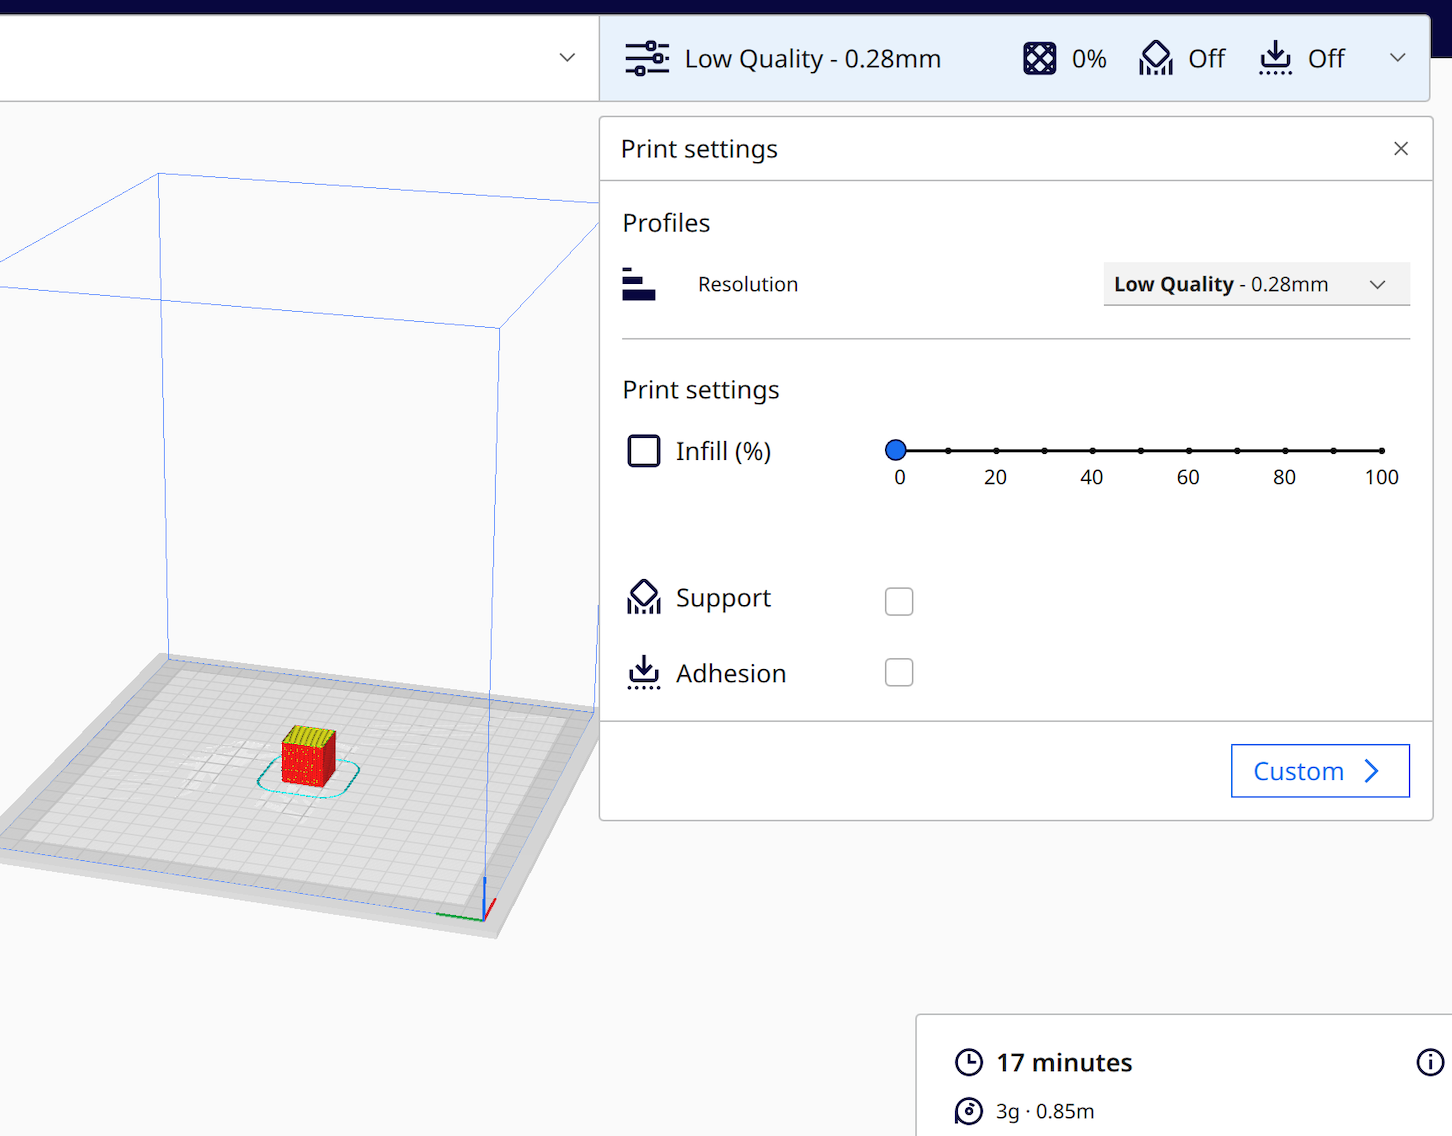 Low Quality - 0.28mm 0% Off Off
Print settings
Profiles
Resolution Low Quality - 0.28mm
Print settings
Infill (%)
0 20 40 60 80 100
Support
Adhesion
Custom
17 minutes
3g · 0.85m